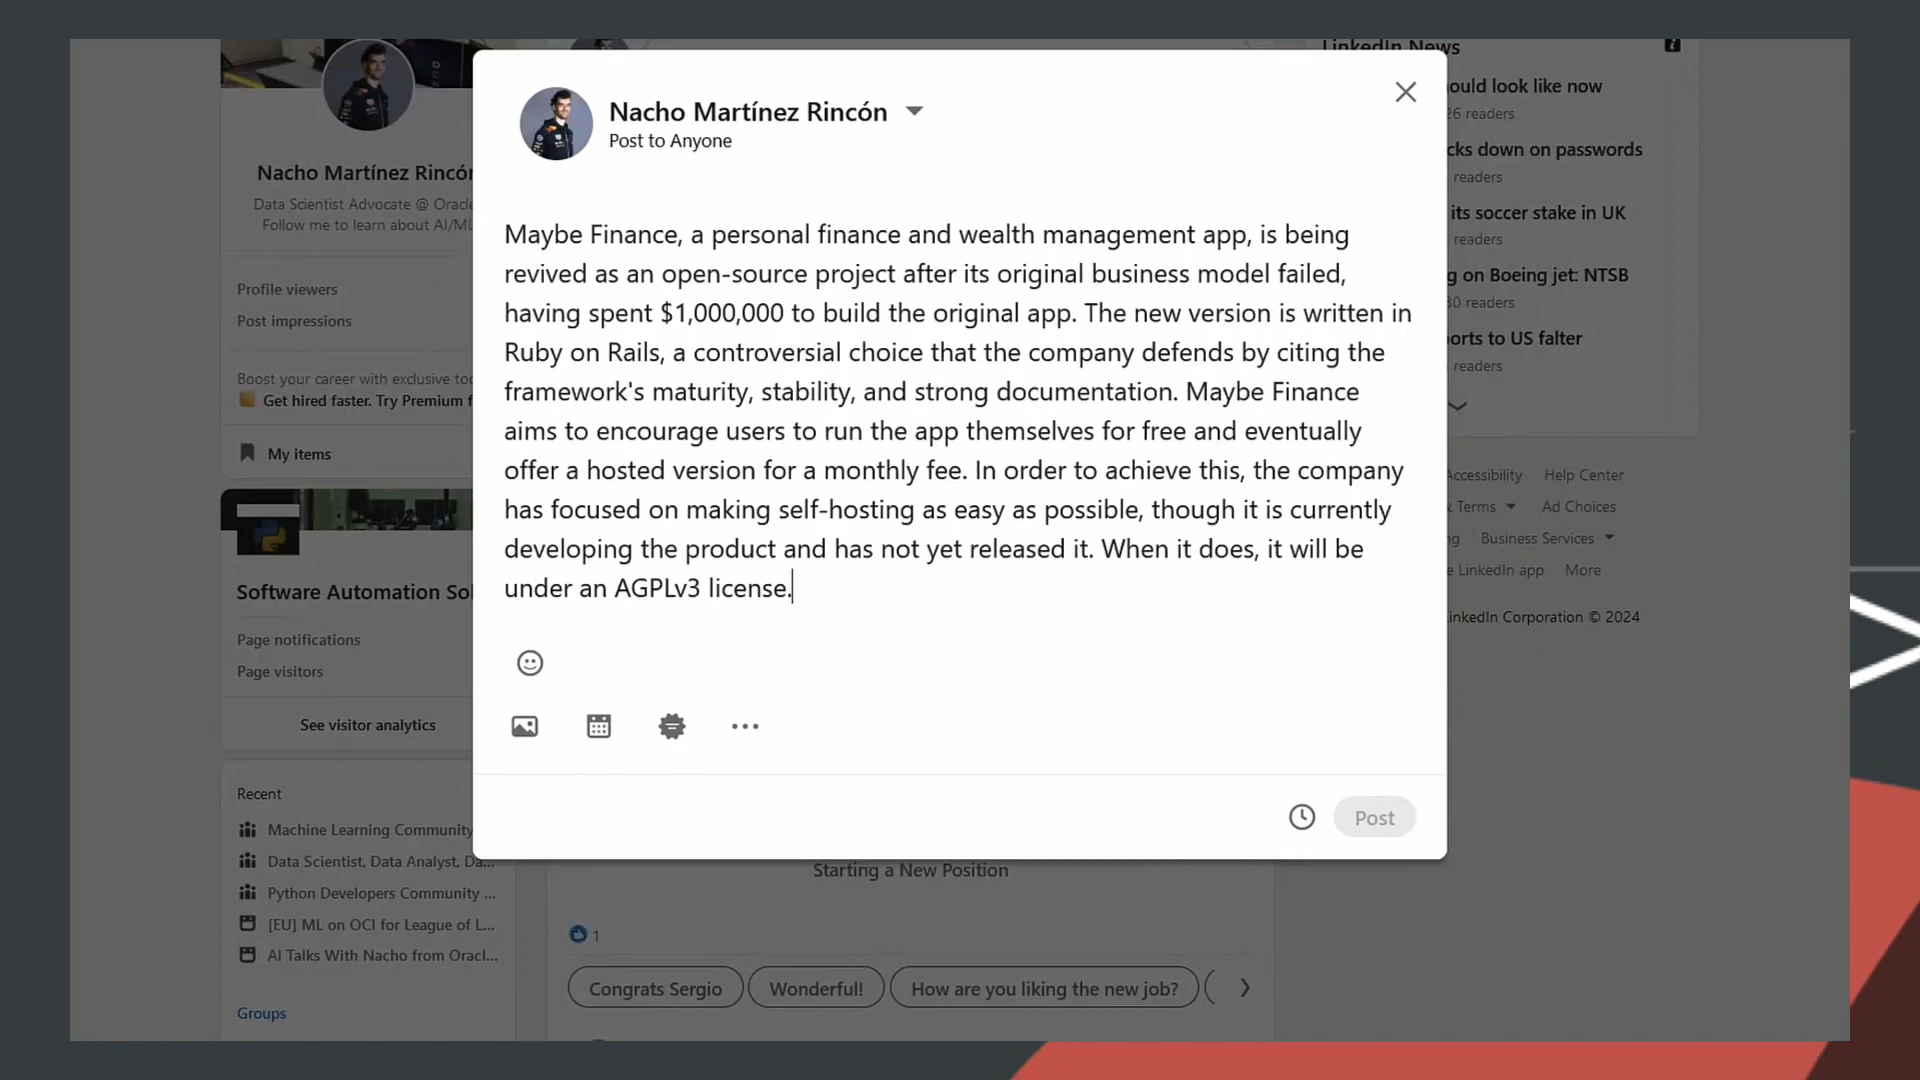 Nacho Martínez Rincón
Post to Anyone
Maybe Finance, a personal finance and wealth management app, is being
revived as an open-source project after its original business model failed,
having spent $1,000,000 to build the original app. The new version is written in
Ruby on Rails, a controversial choice that the company defends by citing the
framework's maturity, stability, and strong documentation. Maybe Finance
aims to encourage users to run the app themselves for free and eventually
offer a hosted version for a monthly fee. In order to achieve this, the company
has focused on making self-hosting as easy as possible, though it is currently
developing the product and has not yet released it. When it does, it will be
under an AGPLv3 license.
Post
Nacho Martínez Rincón
Data Scientist Advocate @ Oracle
Follow me to learn about AI/ML
Profile viewers
Post impressions
Boost your career with exclusive
Get hired faster. Try Premium
My items
Software Automation
Page notifications
Page visitors
See visitor analytics
Recent
Machine Learning Community
Data Scientist, Data Analyst, Da...
Python Developers Community ...
[EU] ML on OCI for League of L...
AI Talks With Nacho from Oracl...
Groups
Starting a New Position
1
Congrats Sergio
Wonderful!
How are you liking the new job?
LinkedIn News
look like now
readers
down on passwords
readers
its soccer stake in UK
readers
on Boeing jet: NTSB
readers
to US falter
readers
Accessibility
Help Center
Terms
Ad Choices
Business Services
LinkedIn app
More
LinkedIn Corporation © 2024